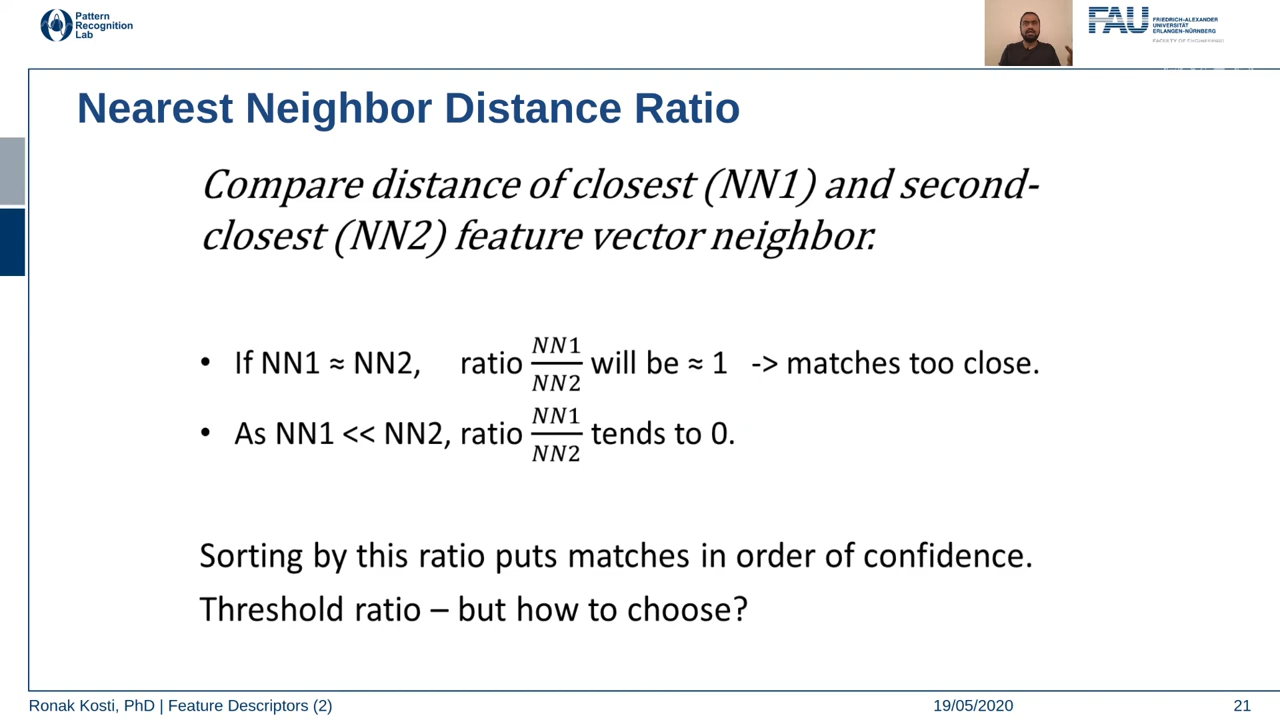 Pattern
Recognition
Lab
FAU
FRIEDRICH-ALEXANDER
UNIVERSITÄT
ERLANGEN-NÜRNBERG
FACULTY OF ENGINEERING
Nearest Neighbor Distance Ratio
Compare distance of closest (NN1) and second-
closest (NN2) feature vector neighbor.
• If NN1 ≈ NN2, ratio NN1/NN2 will be ≈ 1 -> matches too close.
• As NN1 << NN2, ratio NN1/NN2 tends to 0.
Sorting by this ratio puts matches in order of confidence.
Threshold ratio – but how to choose?
Ronak Kosti, PhD | Feature Descriptors (2)
19/05/2020
21